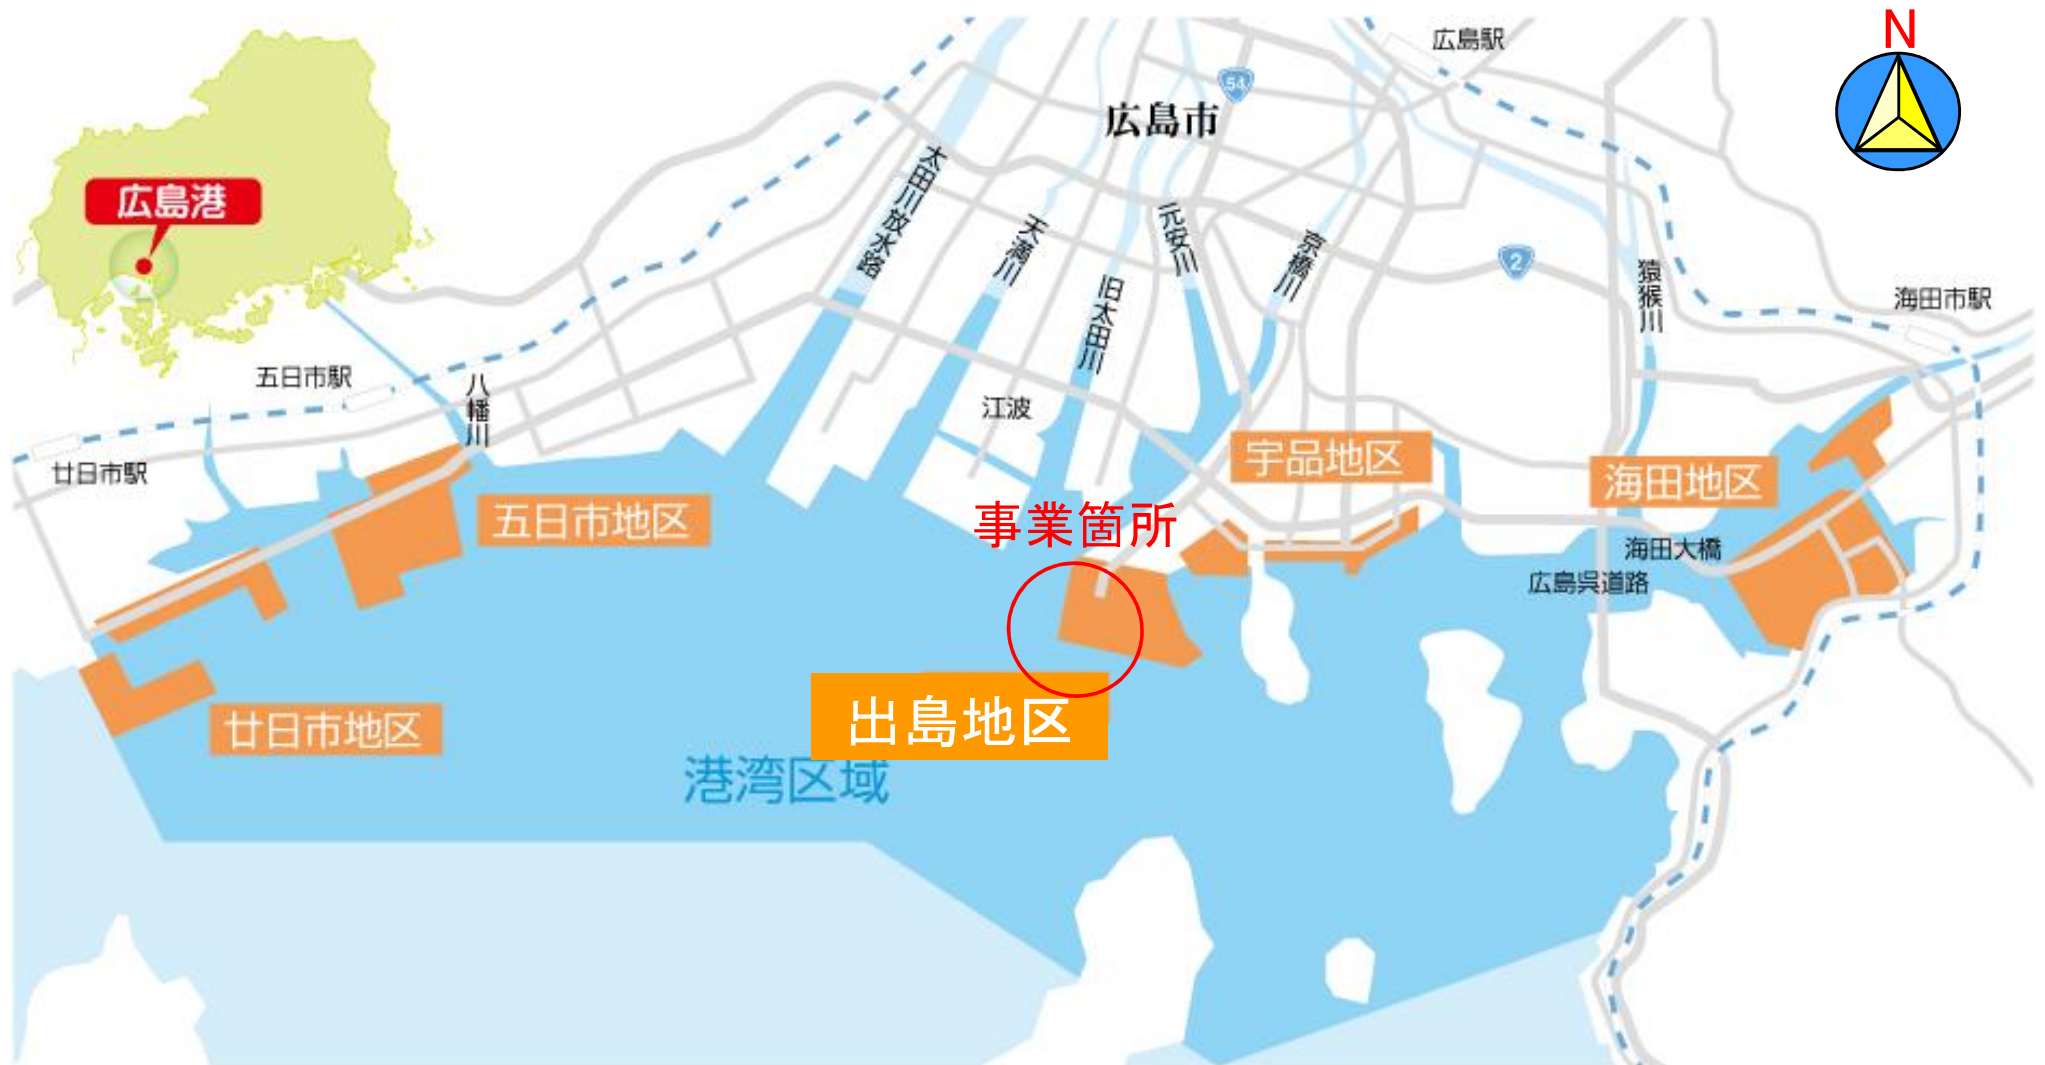 N
広島駅
54
広島市
太田川放水路
広島港
元安川
天満川
京橋川
2
猿猴川
旧太田川
海田市駅
五日市駅
八幡川
江波
宇品地区
廿日市駅
海田地区
五日市地区
事業箇所
海田大橋
広島呉道路
出島地区
廿日市地区
港湾区域